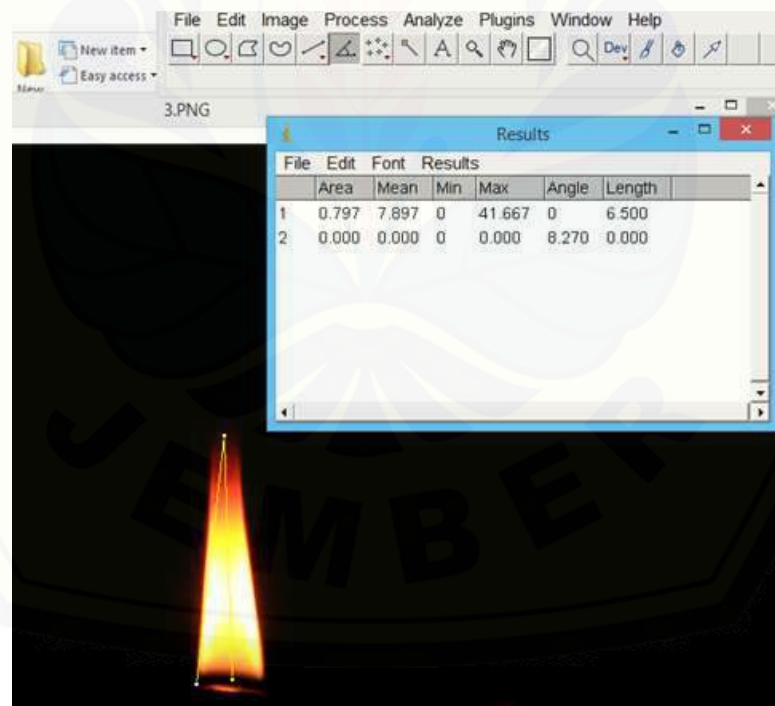 File Edit Image Process Analyze Plugins Window Help
New item
Easy access
Dev
A
New
3.PNG
Results
File Edit Font Results
Area Mean Min Max Angle Length
1 0.797 7.897 0 41.667 0 6.500
2 0.000 0.000 0 0.000 8.270 0.000
JEMBER